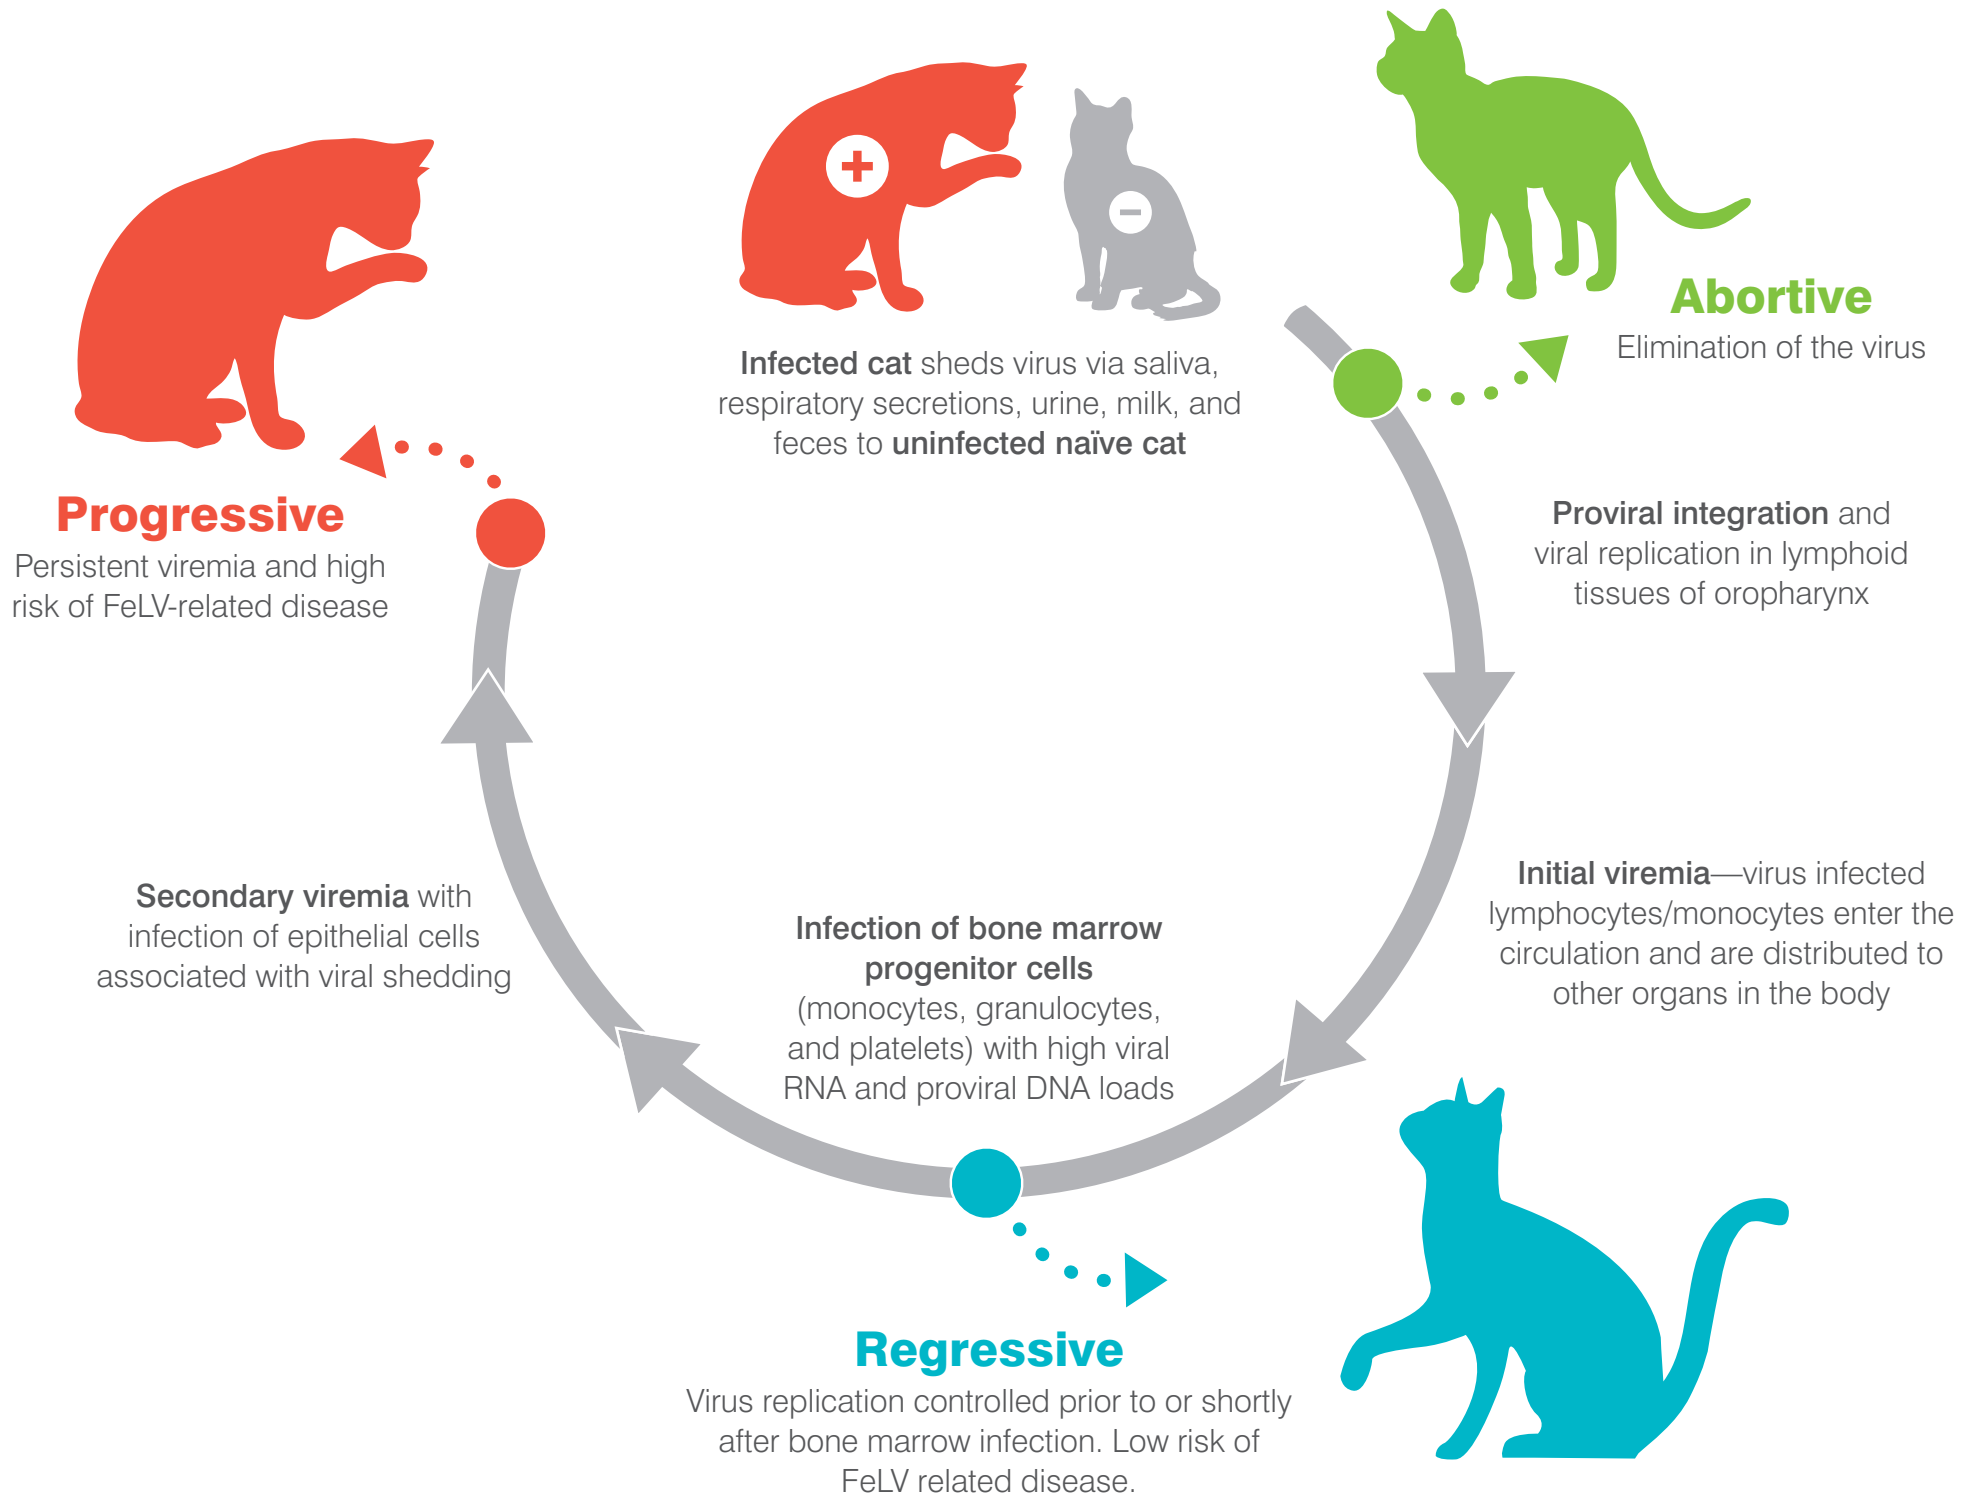 Infected cat sheds virus via saliva,
respiratory secretions, urine, milk, and
feces to uninfected naïve cat
Abortive
Elimination of the virus
Proviral integration and
viral replication in lymphoid
tissues of oropharynx
Initial viremia—virus infected
lymphocytes/monocytes enter the
circulation and are distributed to
other organs in the body
Infection of bone marrow
progenitor cells
(monocytes, granulocytes,
and platelets) with high viral
RNA and proviral DNA loads
Regressive
Virus replication controlled prior to or shortly
after bone marrow infection. Low risk of
FeLV related disease.
Secondary viremia with
infection of epithelial cells
associated with viral shedding
Progressive
Persistent viremia and high
risk of FeLV-related disease